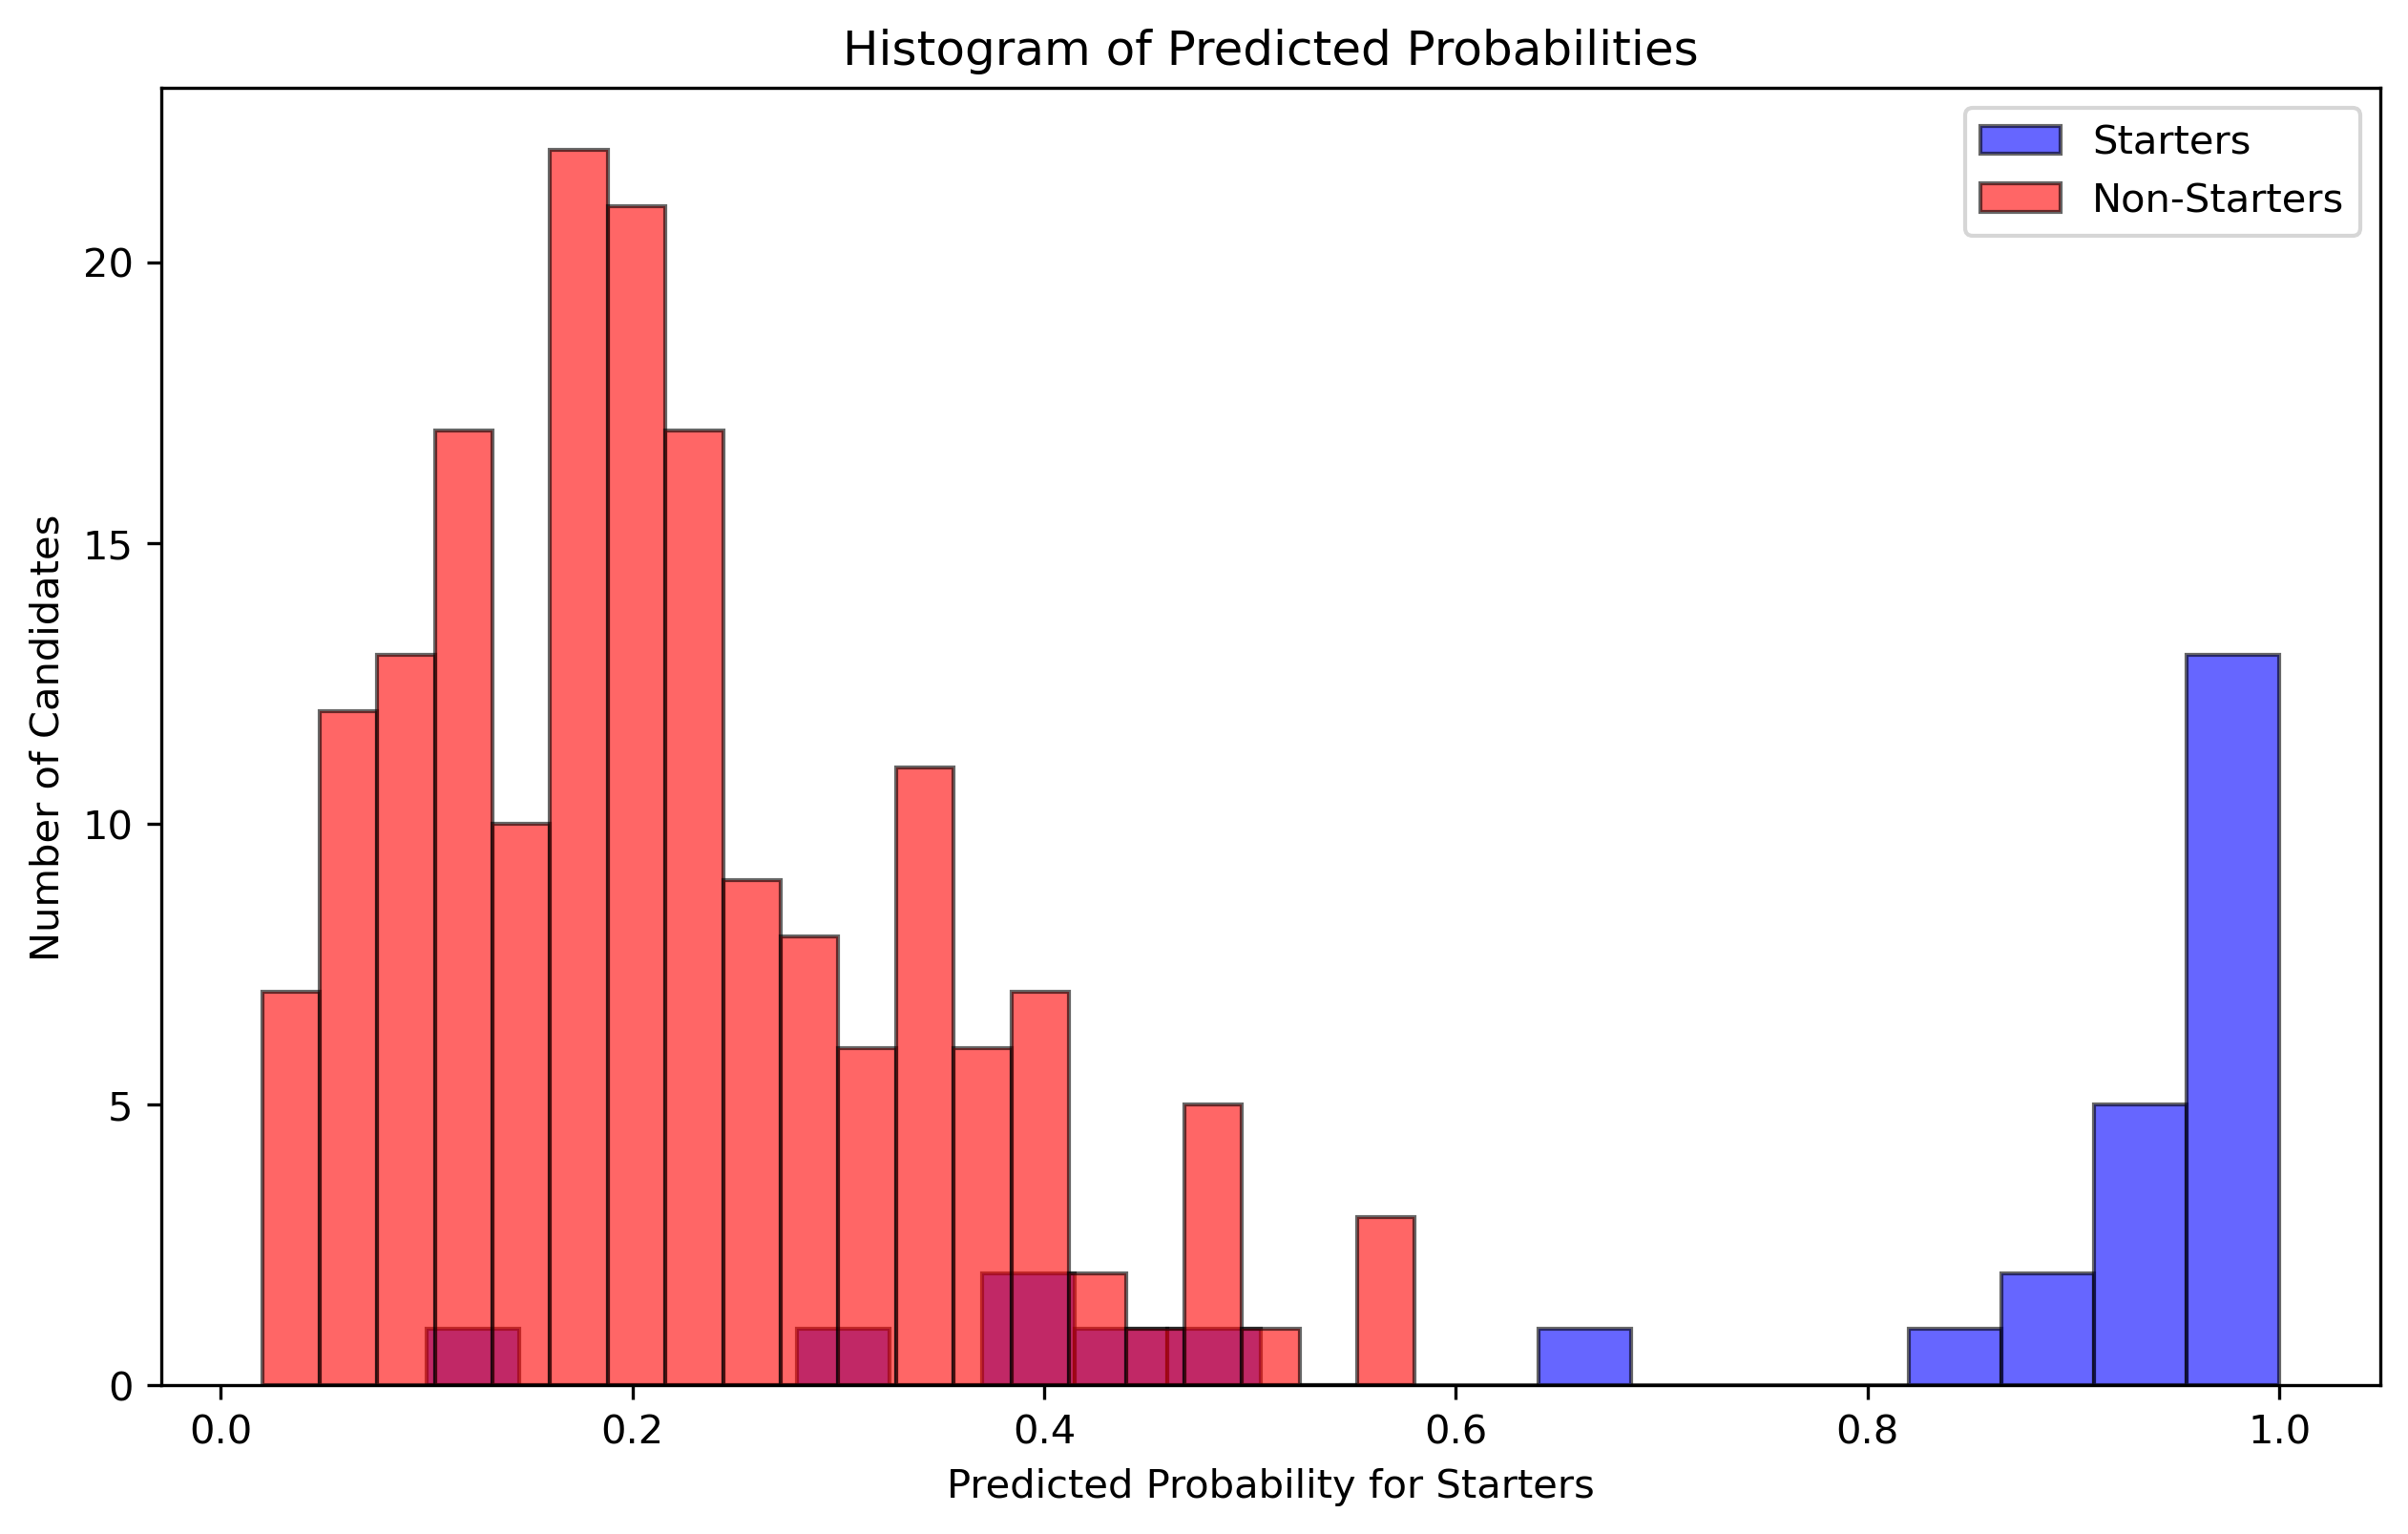 Histogram of Predicted Probabilities
Starters
Non-Starters
Number of Candidates
20
15
10
5
0
0.0 0.2 0.4 0.6 0.8 1.0
Predicted Probability for Starters